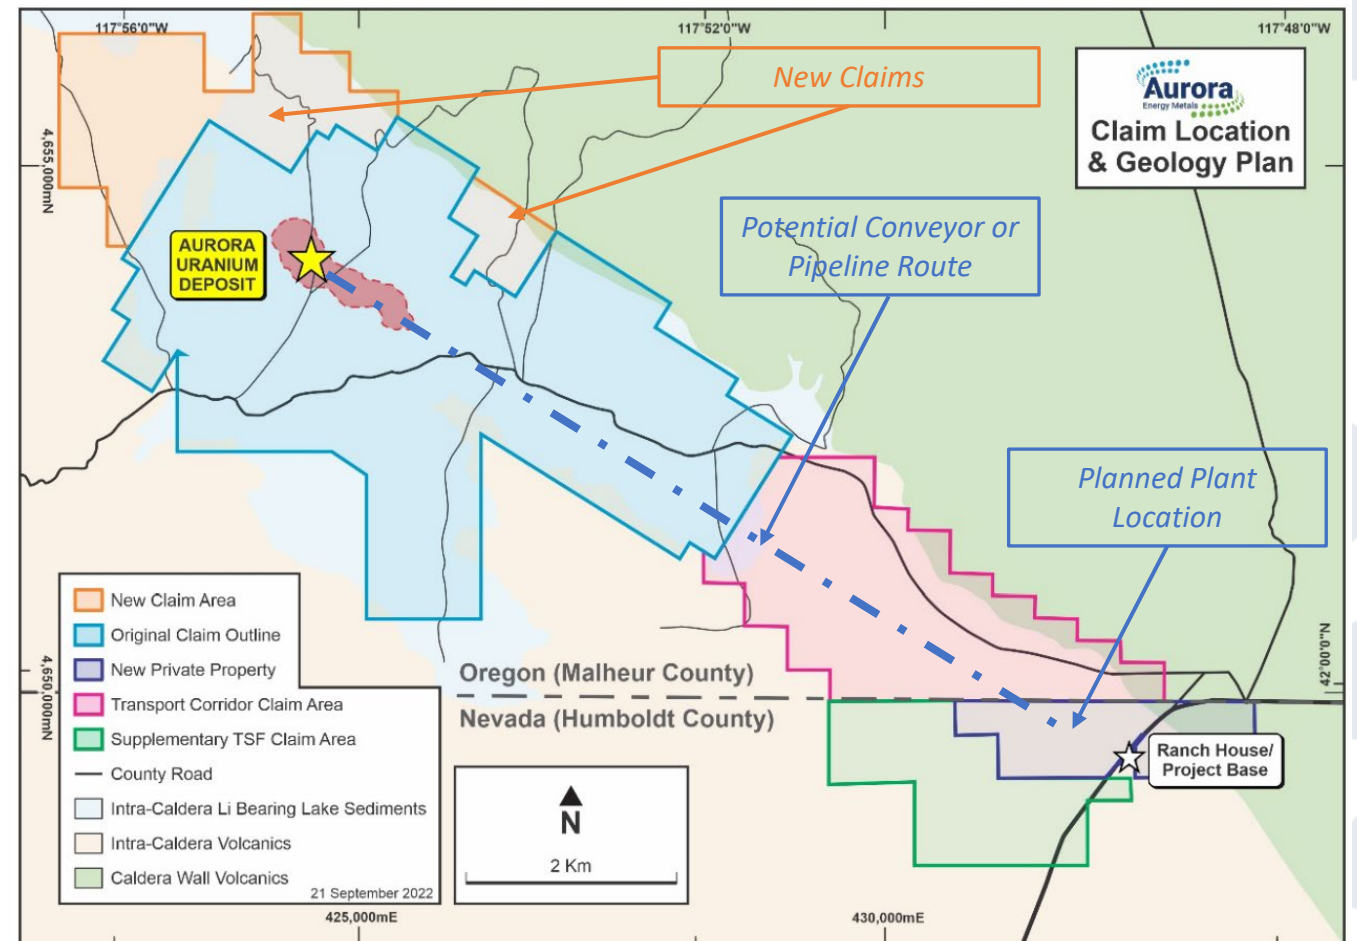 117°56'0"W
117°52'0"W
117°48'0"W
New Claims
Aurora
Energy Metals
Claim Location
& Geology Plan
4,655,000mN
Potential Conveyor or
Pipeline Route
AURORA
URANIUM
DEPOSIT
Planned Plant
Location
New Claim Area
Original Claim Outline
New Private Property
Transport Corridor Claim Area
Supplementary TSF Claim Area
County Road
Intra-Caldera Li Bearing Lake Sediments
Intra-Caldera Volcanics
Caldera Wall Volcanics
21 September 2022
4,650,000mN
Oregon (Malheur County)
Nevada (Humboldt County)
42°00'0"N
Ranch House/
Project Base
N
2 Km
425,000mE
430,000mE